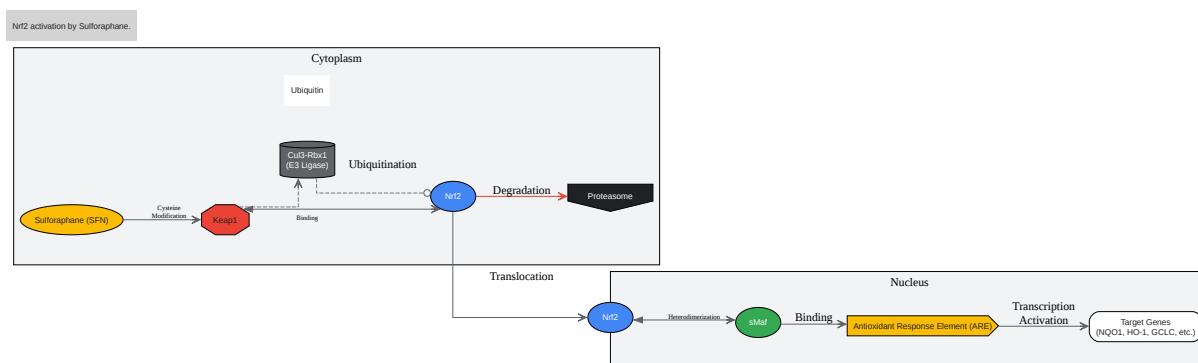 Nrf2 activation by Sulforaphane.
Cytoplasm
Ubiquitin
Cul3-Rbx1
(E3 Ligase)
Ubiquitination
Nrf2
Degradation
Proteasome
Sulforaphane (SFN)
Cysteine
Modification
Keap1
Binding
Translocation
Nucleus
Nrf2
Heterodimerization
sMaf
Binding
Antioxidant Response Element (ARE)
Transcription
Activation
Target Genes
(NQO1, HO-1, GCLC, etc.)